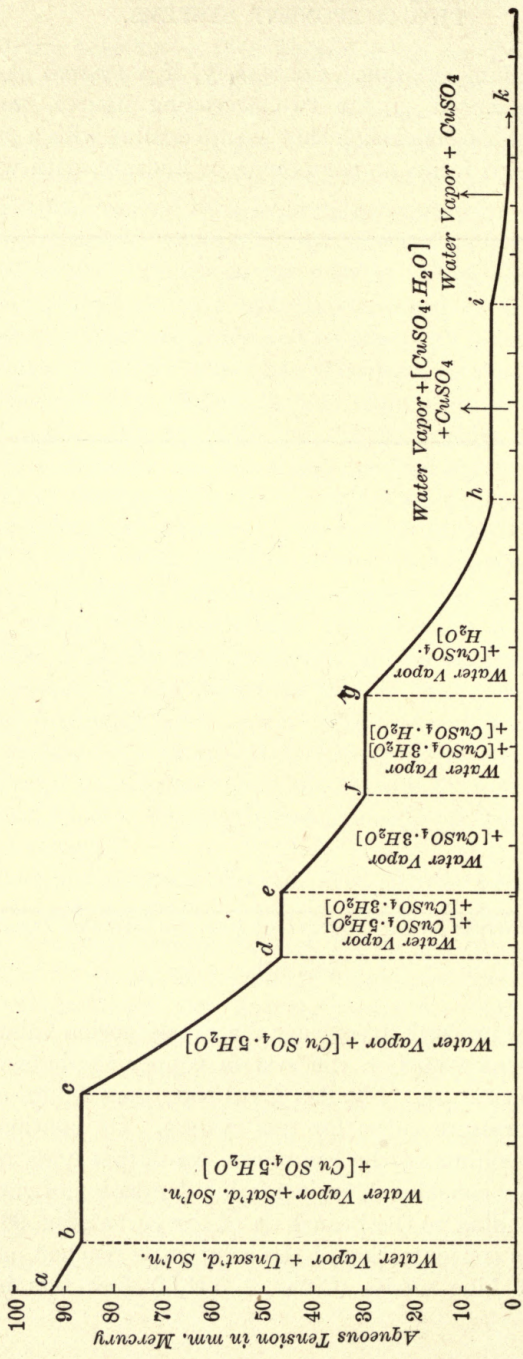 Aqueous Tension in mm. Mercury
100
90
80
70
60
50
40
30
20
10
0
a
b
c
d
e
f
g
h
i
k
Water Vapor + Unsat'd. Sol'n.
Water Vapor + Sat'd. Sol'n.
+[Cu SO₄·5H₂O]
Water Vapor + [Cu SO₄·5H₂O]
Water Vapor
+[CuSO₄·5H₂O]
+[CuSO₄·3H₂O]
Water Vapor
+[CuSO₄·3H₂O]
Water Vapor
+[CuSO₄·3H₂O]
+[CuSO₄·H₂O]
Water Vapor
+[CuSO₄·
H₂O]
Water Vapor+[CuSO₄·H₂O]
+CuSO₄
Water Vapor + CuSO₄